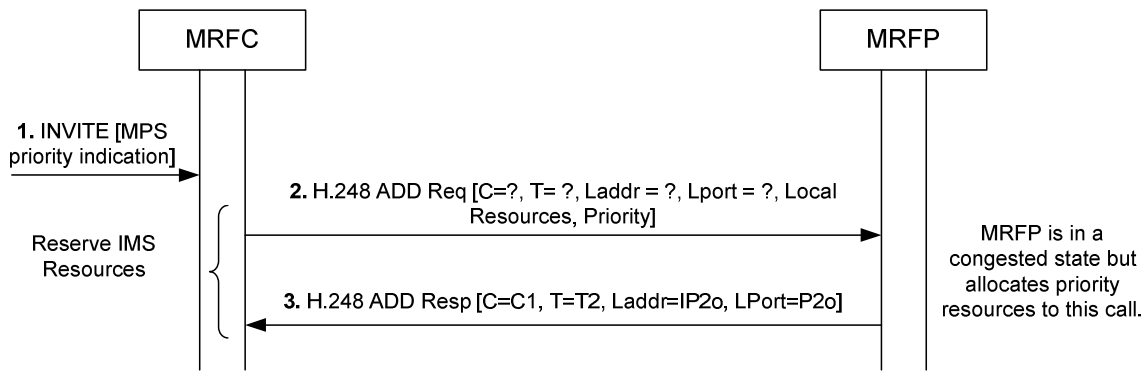 MRFC
MRFP
1. INVITE [MPS
priority indication]
2. H.248 ADD Req [C=?, T= ?, Laddr = ?, Lport = ?, Local
Resources, Priority]
Reserve IMS
Resources
MRFP is in a
congested state but
allocates priority
resources to this call.
3. H.248 ADD Resp [C=C1, T=T2, Laddr=IP2o, LPort=P2o]